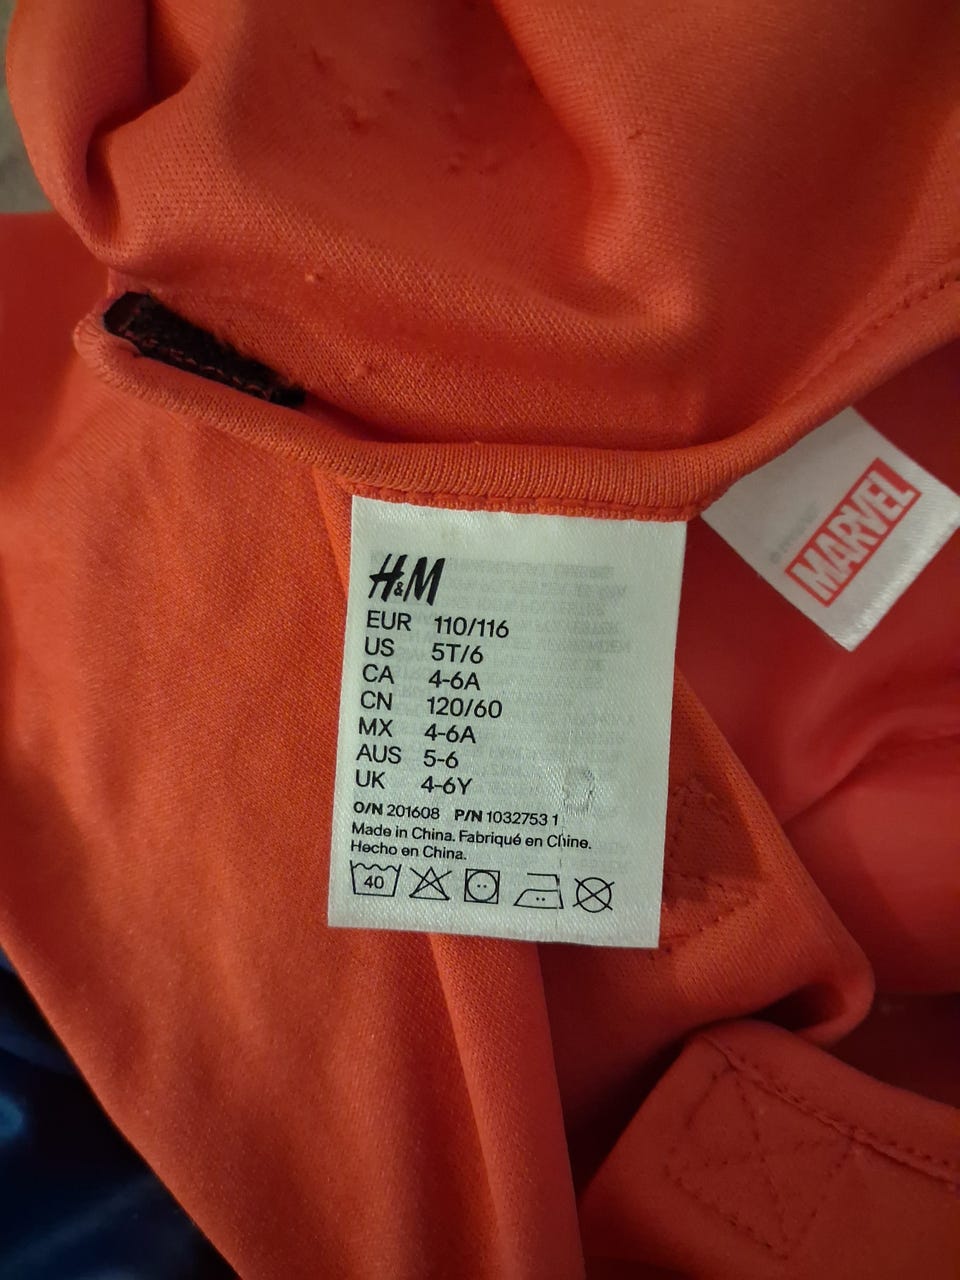 H&M
EUR 110/116
US 5T/6
CA 4-6A
CN 120/60
MX 4-6A
AUS 5-6
UK 4-6Y
O/N 201608 P/N 1032753 1
Made in China. Fabriqué en Chine.
Hecho en China.
40
MARVEL